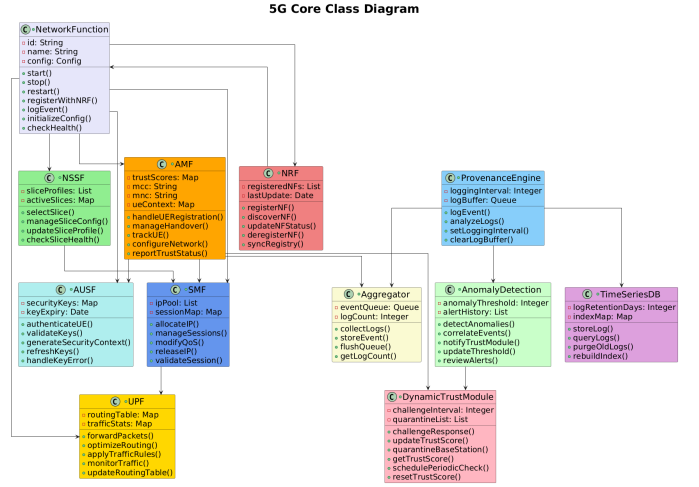 5G Core Class Diagram
C NetworkFunction
id: String
name: String
config: Config
start()
stop()
restart()
registerWithNRF()
logEvent()
initializeConfig()
checkHealth()
C NSSF
sliceProfiles: List
activeSlices: Map
selectSlice()
manageSliceConfig()
updateSliceProfile()
checkSliceHealth()
C AMF
trustScores: Map
mcc: String
mnc: String
ueContext: Map
handleUERegistration()
manageHandover()
trackUE()
configureNetwork()
reportTrustStatus()
C NRF
registeredNFs: List
lastUpdate: Date
registerNF()
discoverNF()
updateNFStatus()
deregisterNF()
syncRegistry()
C ProvenanceEngine
loggingInterval: Integer
logBuffer: Queue
logEvent()
analyzeLogs()
setLoggingInterval()
clearLogBuffer()
C AUSF
securityKeys: Map
keyExpiry: Date
authenticateUE()
validateKeys()
generateSecurityContext()
refreshKeys()
handleKeyError()
C SMF
ipPool: List
sessionMap: Map
allocateIP()
manageSessions()
modifyQoS()
releaseIP()
validateSession()
C Aggregator
eventQueue: Queue
logCount: Integer
collectLogs()
storeEvent()
flushQueue()
getLogCount()
C AnomalyDetection
anomalyThreshold: Integer
alertHistory: List
detectAnomalies()
correlateEvents()
notifyTrustModule()
updateThreshold()
reviewAlerts()
C TimeSeriesDB
logRetentionDays: Integer
indexMap: Map
storeLog()
queryLogs()
purgeOldLogs()
rebuildIndex()
C UPF
routingTable: Map
trafficStats: Map
forwardPackets()
optimizeRouting()
applyTrafficRules()
monitorTraffic()
updateRoutingTable()
C DynamicTrustModule
challengeInterval: Integer
quarantineList: List
challengeResponse()
updateTrustScore()
quarantineBaseStation()
getTrustScore()
schedulePeriodicCheck()
resetTrustScore()